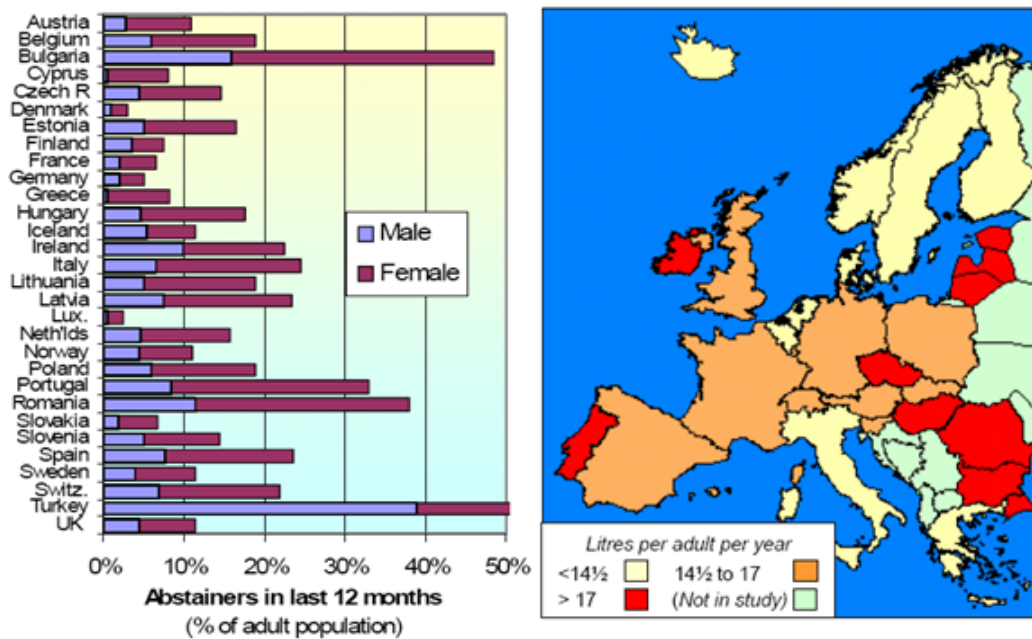 Austria
Belgium
Bulgaria
Cyprus
Czech R
Denmark
Estonia
Finland
France
Germany
Greece
Hungary
Iceland
Ireland
Italy
Lithuania
Latvia
Lux.
Neth'lds
Norway
Poland
Portugal
Romania
Slovakia
Slovenia
Spain
Sweden
Switz.
Turkey
UK
Male
Female
0% 10% 20% 30% 40% 50%
Abstainers in last 12 months
(% of adult population)
Litres per adult per year
<14½ 14½ to 17
> 17 (Not in study)